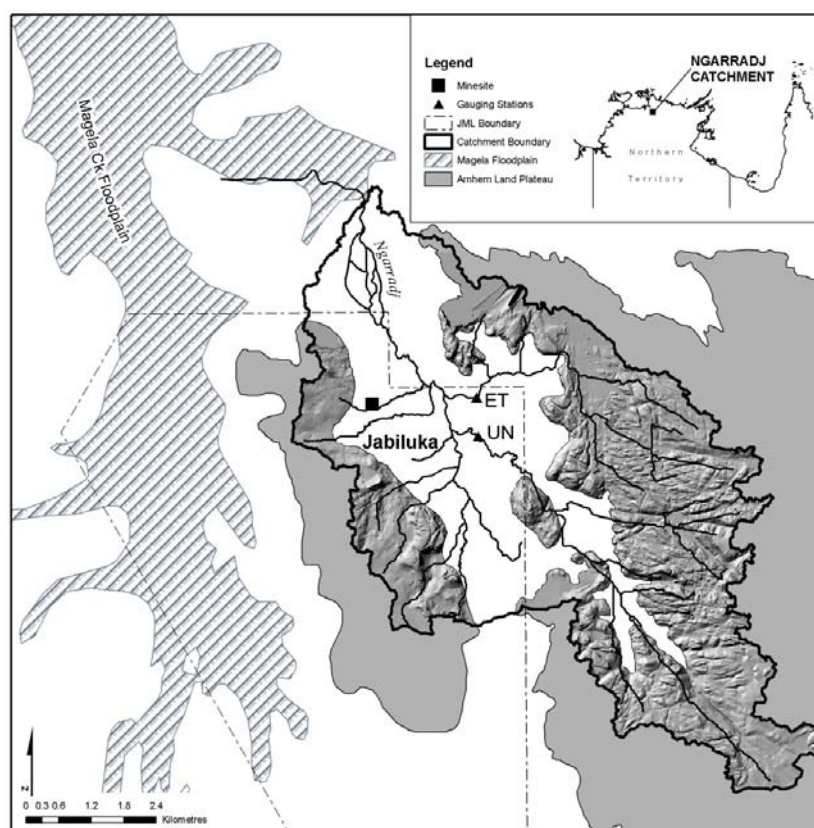 Legend
Minesite
Gauging Stations
JML Boundary
Catchment Boundary
Magela Floodplain
Arnhem Land Plateau
NGARRADJ
CATCHMENT
Northern
Territory
Magela Ck Floodplain
Ngarradj
ET
UN
Jabiluka
N
0 0.3 0.6 1.2 1.8 2.4
Kilometres